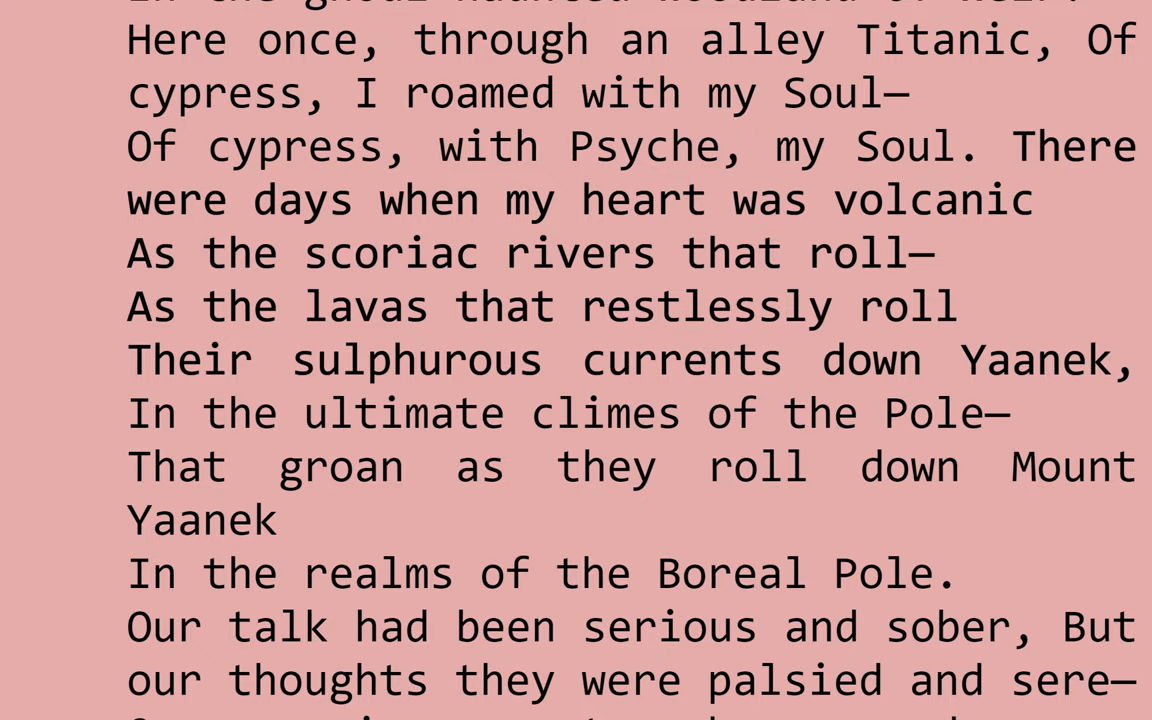 Here once, through an alley Titanic, Of
cypress, I roamed with my Soul—
Of cypress, with Psyche, my Soul. There
were days when my heart was volcanic
As the scoriac rivers that roll—
As the lavas that restlessly roll
Their sulphurous currents down Yaanek,
In the ultimate climes of the Pole—
That groan as they roll down Mount
Yaanek
In the realms of the Boreal Pole.
Our talk had been serious and sober, But
our thoughts they were palsied and sere—